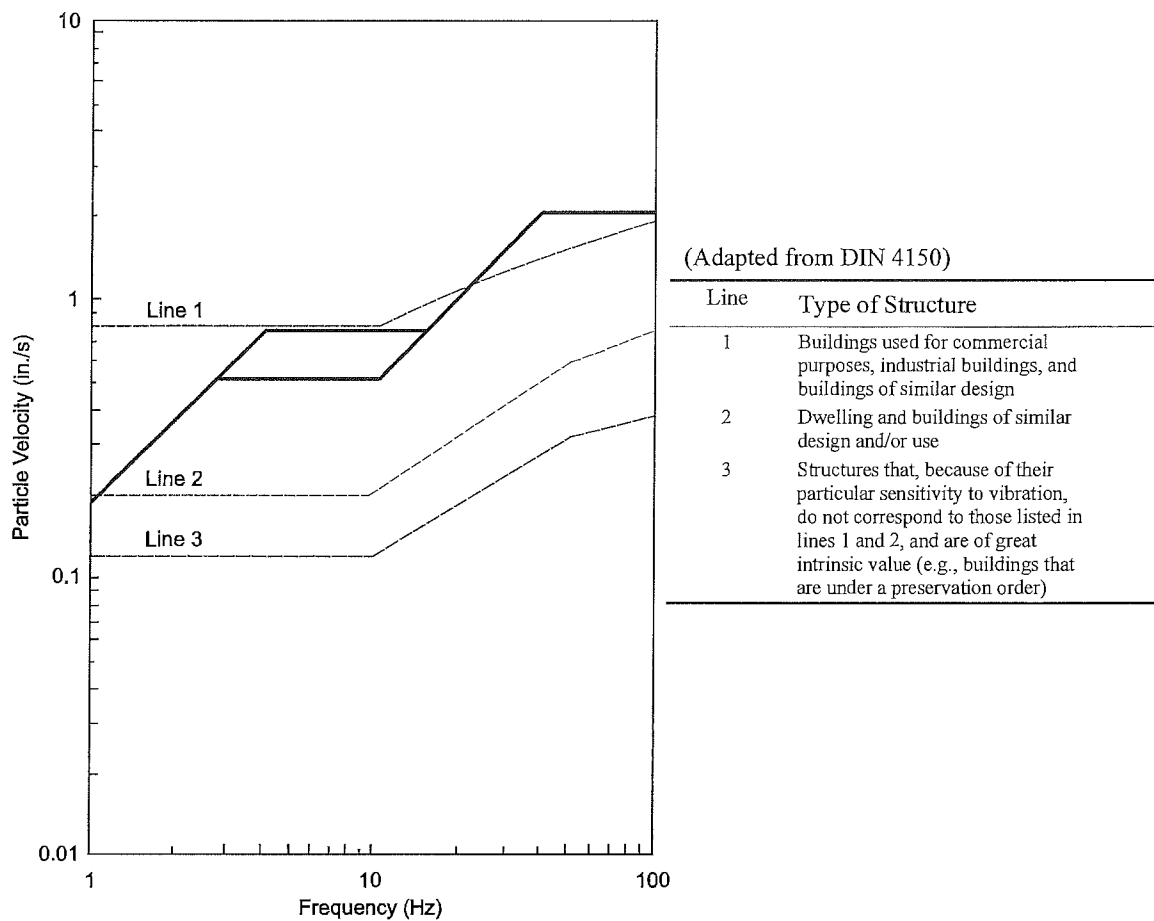 10
1
0.1
0.01
Particle Velocity (in./s)
Line 1
Line 2
Line 3
1
10
100
Frequency (Hz)
(Adapted from DIN 4150)
Line Type of Structure
1 Buildings used for commercial
purposes, industrial buildings, and
buildings of similar design
2 Dwelling and buildings of similar
design and/or use
3 Structures that, because of their
particular sensitivity to vibration,
do not correspond to those listed in
lines 1 and 2, and are of great
intrinsic value (e.g., buildings that
are under a preservation order)